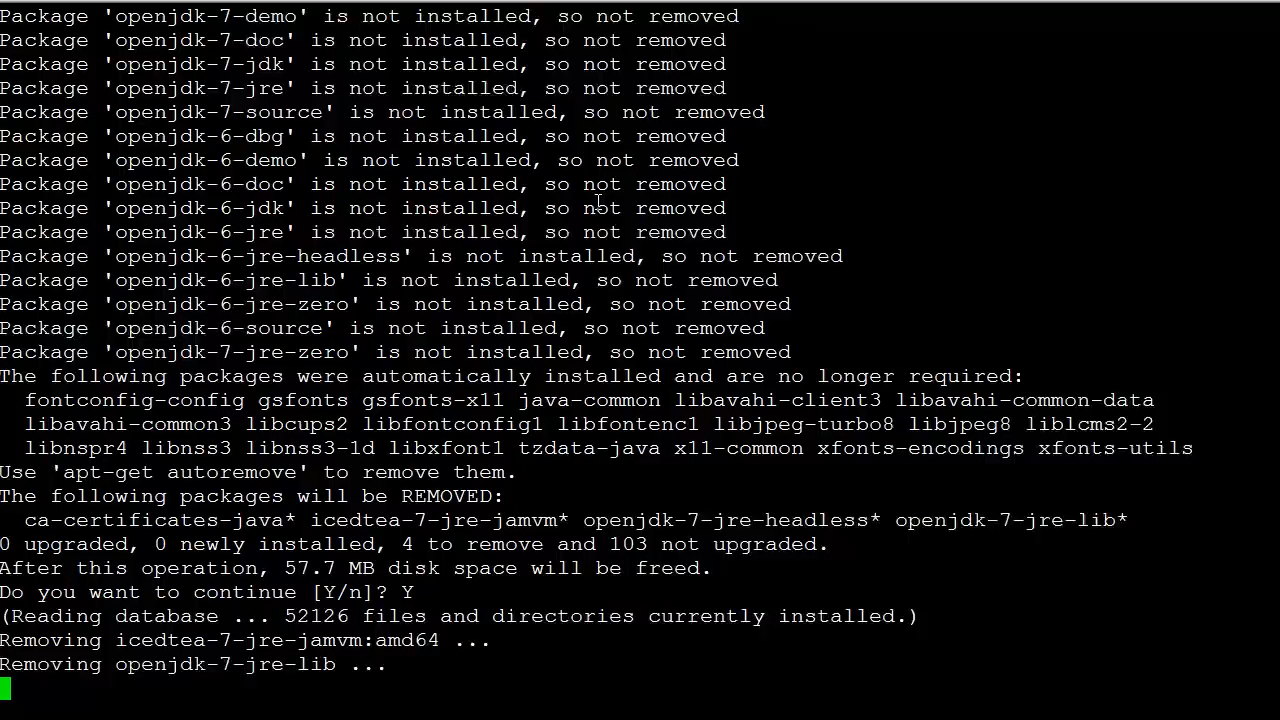 Package 'openjdk-7-demo' is not installed, so not removed
Package 'openjdk-7-doc' is not installed, so not removed
Package 'openjdk-7-jdk' is not installed, so not removed
Package 'openjdk-7-jre' is not installed, so not removed
Package 'openjdk-7-source' is not installed, so not removed
Package 'openjdk-6-dbg' is not installed, so not removed
Package 'openjdk-6-demo' is not installed, so not removed
Package 'openjdk-6-doc' is not installed, so not removed
Package 'openjdk-6-jdk' is not installed, so not removed
Package 'openjdk-6-jre' is not installed, so not removed
Package 'openjdk-6-jre-headless' is not installed, so not removed
Package 'openjdk-6-jre-lib' is not installed, so not removed
Package 'openjdk-6-jre-zero' is not installed, so not removed
Package 'openjdk-6-source' is not installed, so not removed
Package 'openjdk-7-jre-zero' is not installed, so not removed
The following packages were automatically installed and are no longer required:
  fontconfig-config gsfonts gsfonts-x11 java-common libavahi-client3 libavahi-common-data
  libavahi-common3 libcups2 libfontconfig1 libfontenc1 libjpeg-turbo8 libjpeg8 liblcms2-2
  libnspr4 libnss3 libnss3-1d libxfont1 tzdata-java x11-common xfonts-encodings xfonts-utils
Use 'apt-get autoremove' to remove them.
The following packages will be REMOVED:
  ca-certificates-java* icedtea-7-jre-jamvm* openjdk-7-jre-headless* openjdk-7-jre-lib*
0 upgraded, 0 newly installed, 4 to remove and 103 not upgraded.
After this operation, 57.7 MB disk space will be freed.
Do you want to continue [Y/n]? Y
(Reading database ... 52126 files and directories currently installed.)
Removing icedtea-7-jre-jamvm:amd64 ...
Removing openjdk-7-jre-lib ...